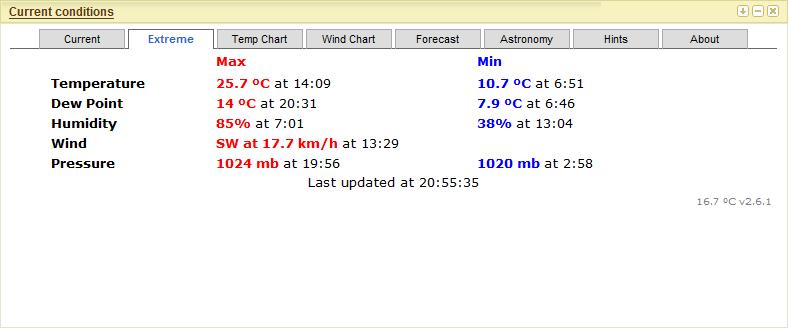 Current conditions
Current Extreme Temp Chart Wind Chart Forecast Astronomy Hints About
Max Min
Temperature 25.7 ºC at 14:09 10.7 ºC at 6:51
Dew Point 14 ºC at 20:31 7.9 ºC at 6:46
Humidity 85% at 7:01 38% at 13:04
Wind SW at 17.7 km/h at 13:29
Pressure 1024 mb at 19:56 1020 mb at 2:58
Last updated at 20:55:35
16.7 ºC v2.6.1